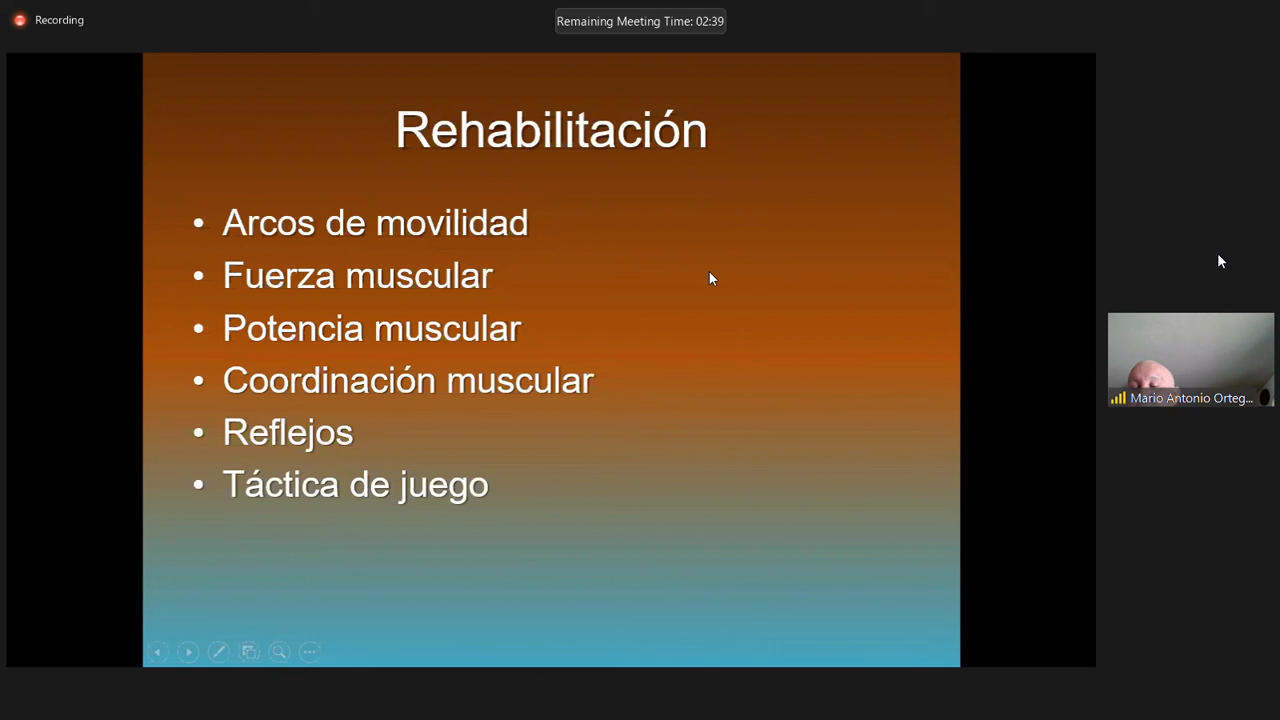 Recording
Remaining Meeting Time: 02:39
Rehabilitación
• Arcos de movilidad
• Fuerza muscular
• Potencia muscular
• Coordinación muscular
• Reflejos
• Táctica de juego
Mario Antonio Orteg...